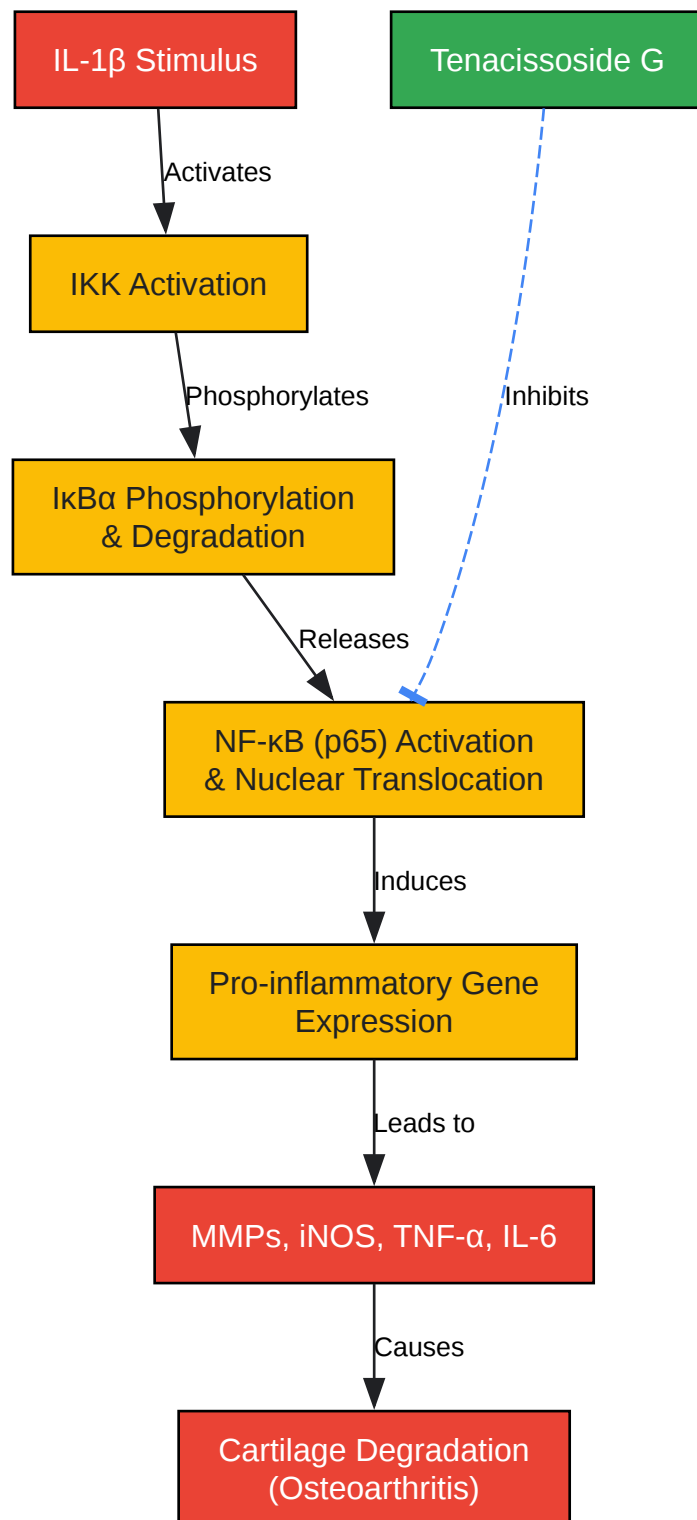 IL-1β Stimulus
Tenacissoside G
Activates
IKK Activation
Phosphorylates
Inhibits
IκBα Phosphorylation
& Degradation
Releases
NF-κB (p65) Activation
& Nuclear Translocation
Induces
Pro-inflammatory Gene
Expression
Leads to
MMPs, iNOS, TNF-α, IL-6
Causes
Cartilage Degradation
(Osteoarthritis)